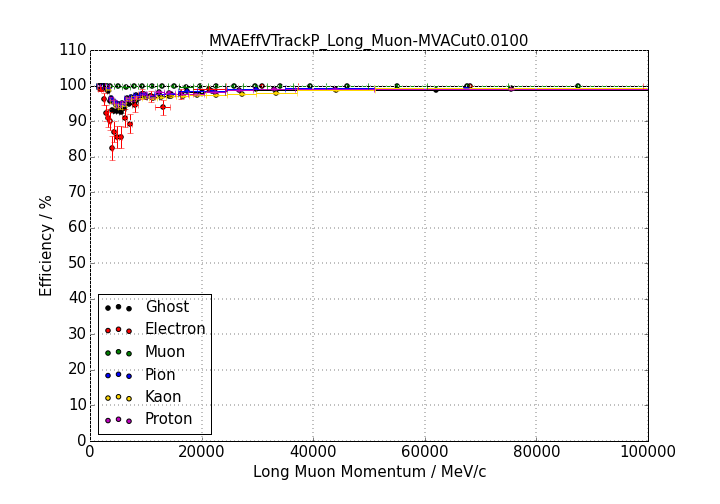 MVAEffVTrackP_Long_Muon-MVACut0.0100
110
100
90
80
70
60
50
40
30
20
10
0
Efficiency / %
Ghost
Electron
Muon
Pion
Kaon
Proton
0 20000 40000 60000 80000 100000
Long Muon Momentum / MeV/c